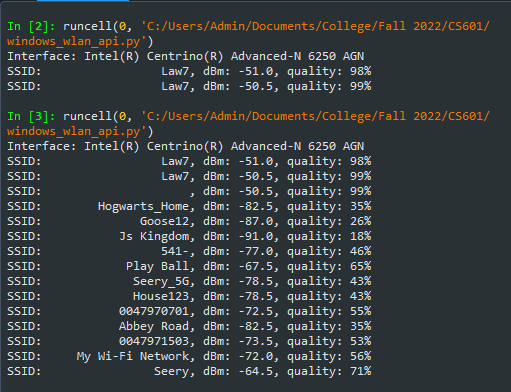 In [2]: runcell(0, 'C:/Users/Admin/Documents/College/Fall 2022/CS601/
windows_wlan_api.py')
Interface: Intel(R) Centrino(R) Advanced-N 6250 AGN
SSID: Law7, dBm: -51.0, quality: 98%
SSID: Law7, dBm: -50.5, quality: 99%
In [3]: runcell(0, 'C:/Users/Admin/Documents/College/Fall 2022/CS601/
windows_wlan_api.py')
Interface: Intel(R) Centrino(R) Advanced-N 6250 AGN
SSID: Law7, dBm: -51.0, quality: 98%
SSID: Law7, dBm: -50.5, quality: 99%
SSID: , dBm: -50.5, quality: 99%
SSID: Hogwarts_Home, dBm: -82.5, quality: 35%
SSID: Goose12, dBm: -87.0, quality: 26%
SSID: Js Kingdom, dBm: -91.0, quality: 18%
SSID: 541-, dBm: -77.0, quality: 46%
SSID: Play Ball, dBm: -67.5, quality: 65%
SSID: Seery_5G, dBm: -78.5, quality: 43%
SSID: House123, dBm: -78.5, quality: 43%
SSID: 0047970701, dBm: -72.5, quality: 55%
SSID: Abbey Road, dBm: -82.5, quality: 35%
SSID: 0047971503, dBm: -73.5, quality: 53%
SSID: My Wi-Fi Network, dBm: -72.0, quality: 56%
SSID: Seery, dBm: -64.5, quality: 71%